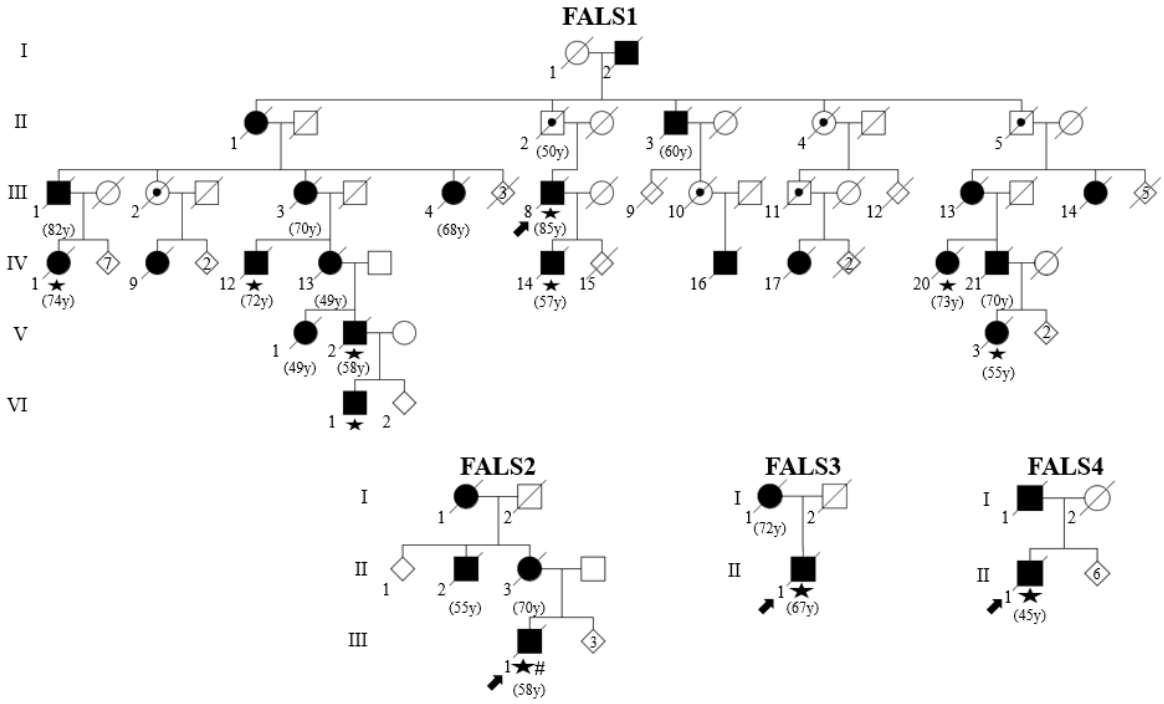 FALS1
I
1 2
II
1 2 3 4 5
(50y) (60y)
III
3 5
1 2 3 4 8 9 10 11 12 13 14
(82y) (70y) (68y) (85y)
IV
7 2 2
1 9 12 13 14 15 16 17 20 21
(74y) (72y) (49y) (57y) (73y) (70y)
V
2
1 2 3
(49y) (58y) (55y)
VI
1 2
FALS2 FALS3 FALS4
I I I
1 2 1 2 1 2
(72y)
II II II
6
1 2 3 1 1
(55y) (70y) (67y) (45y)
III
3
1 #
(58y)